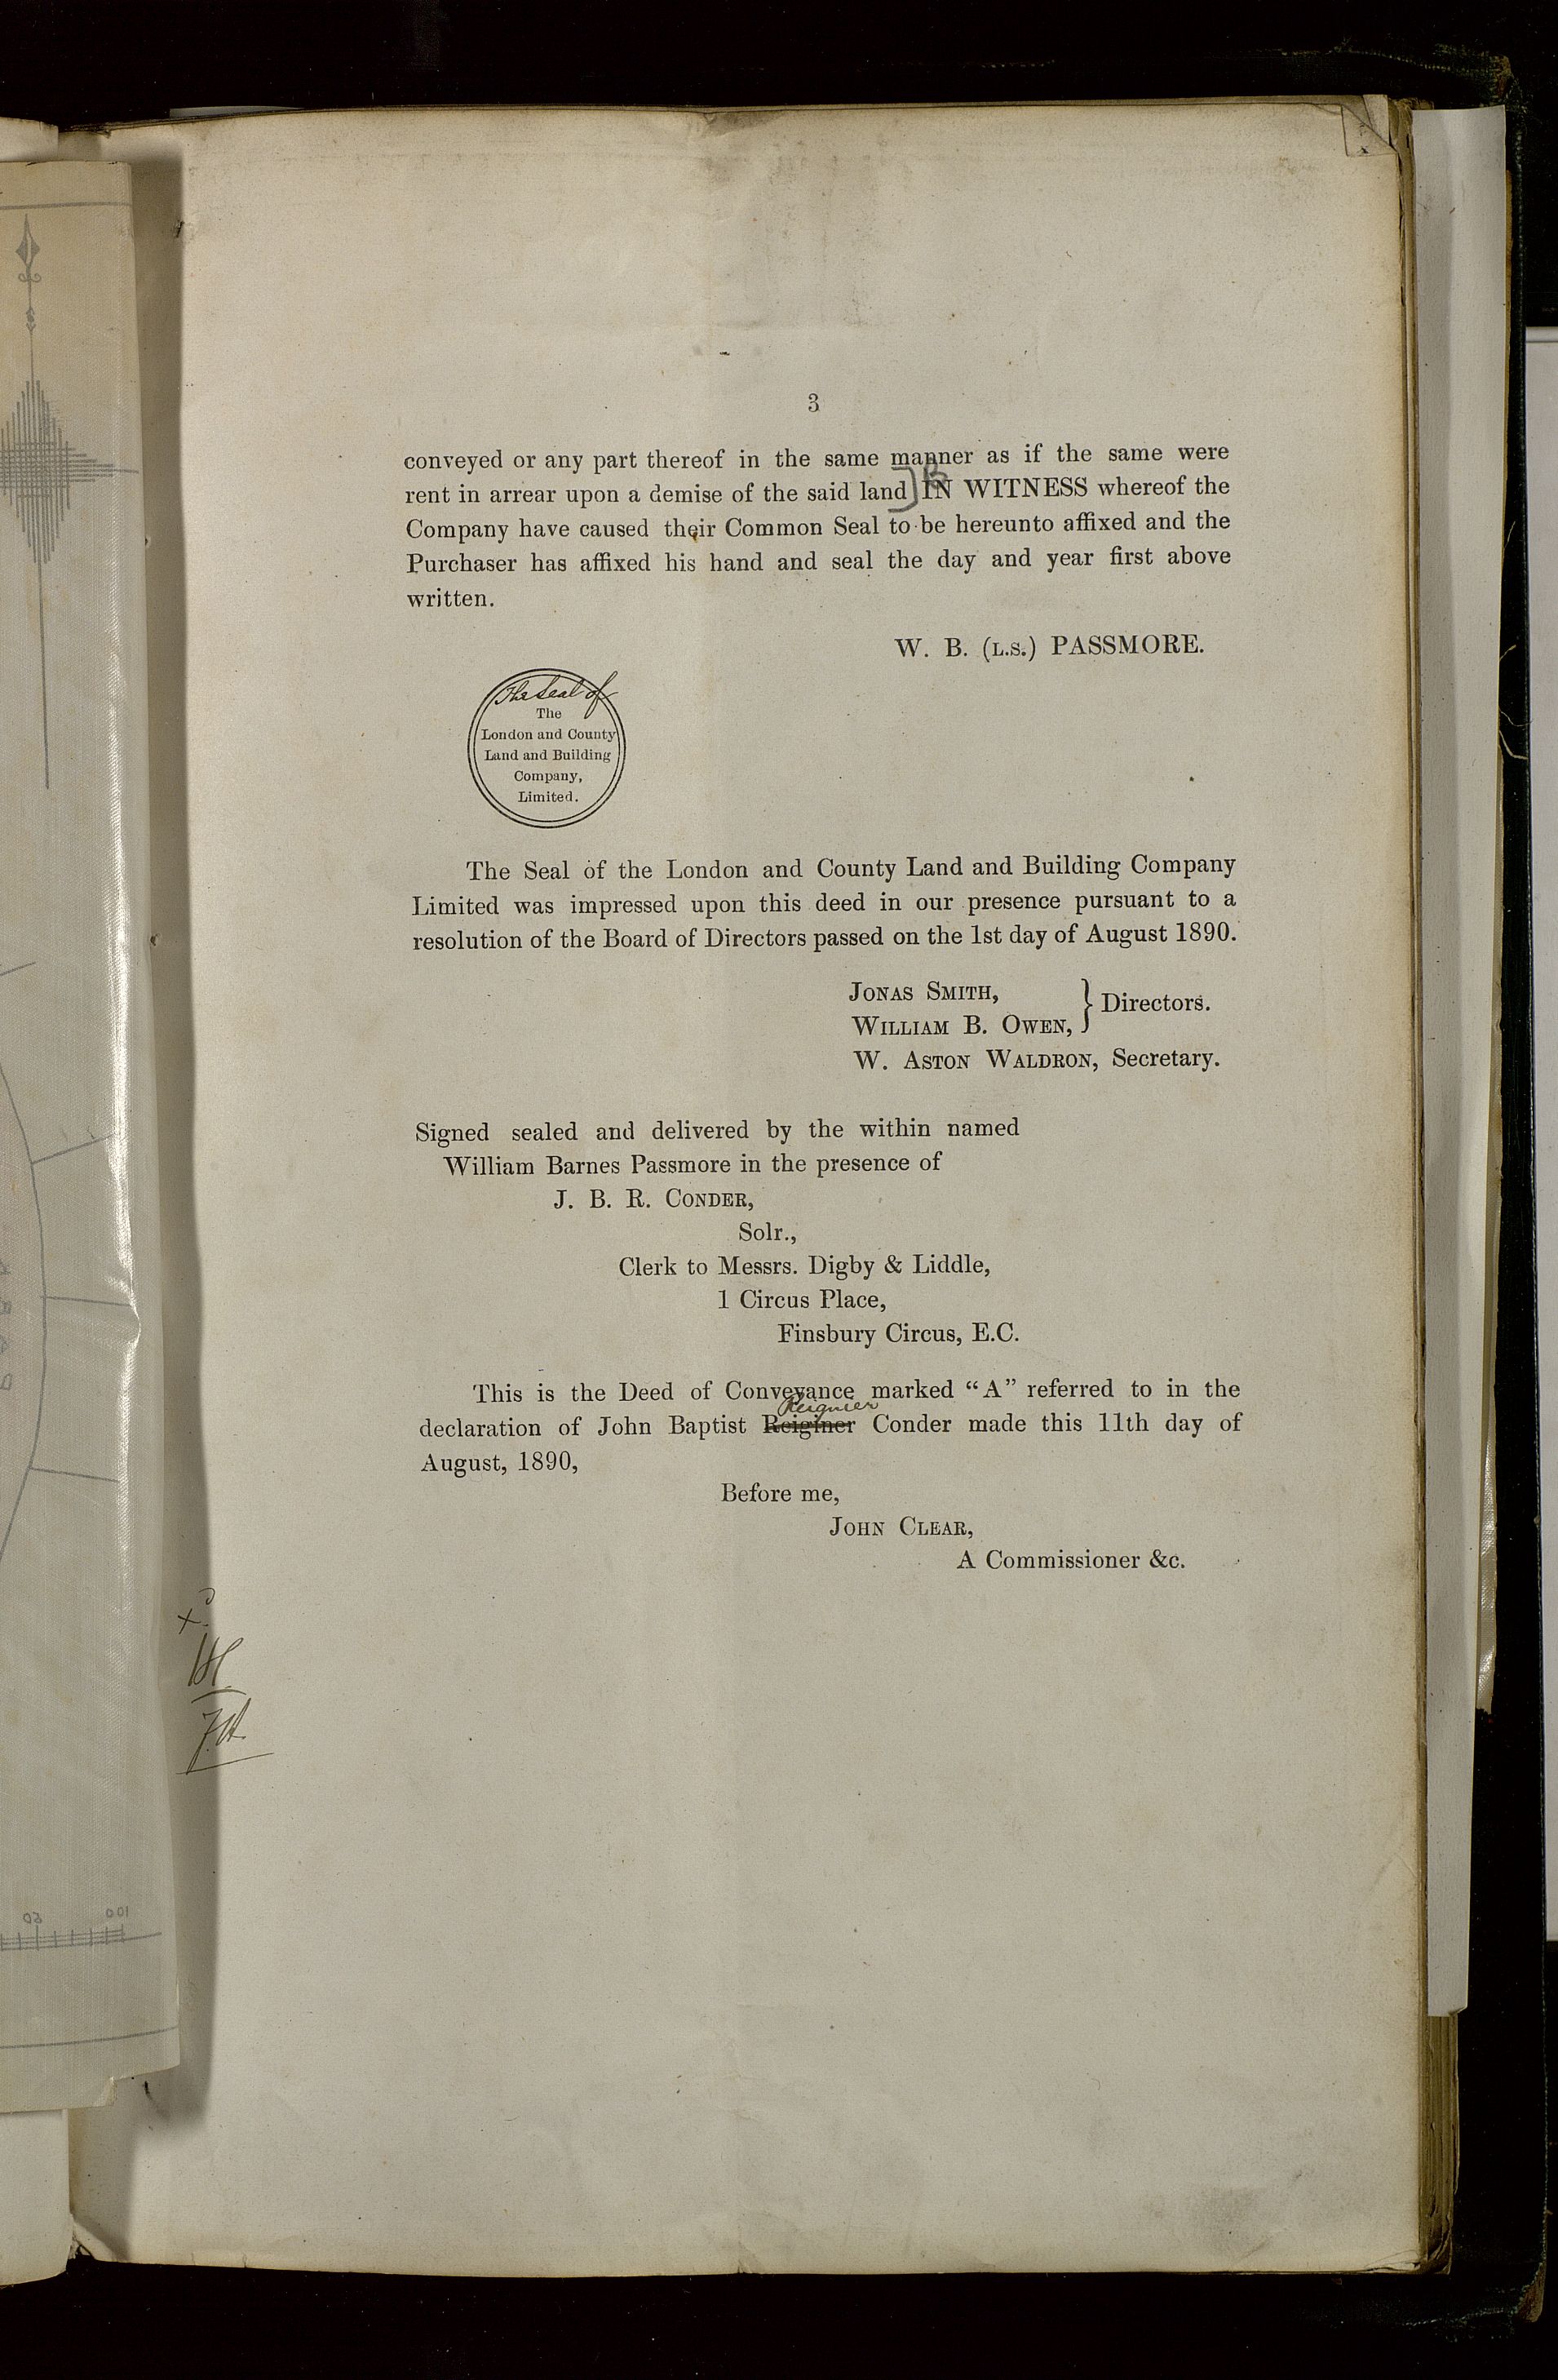 3
conveyed or any part thereof in the same manner as if the same were
rent in arrear upon a demise of the said land) B IN WITNESS whereof the
Company have caused their Common Seal to be hereunto affixed and the
Purchaser has affixed his hand and seal the day and year first above
written.
W. B. (L.S.) PASSMORE.
The Seal of
The
London and County
Land and Building
Company,
Limited.
The Seal of the London and County Land and Building Company
Limited was impressed upon this deed in our presence pursuant to a
resolution of the Board of Directors passed on the 1st day of August 1890.
JONAS SMITH,
WILLIAM B. OWEN, } Directors.
W. ASTON WALDRON, Secretary.
Signed sealed and delivered by the within named
William Barnes Passmore in the presence of
J. B. R. CONDER,
Solr.,
Clerk to Messrs. Digby & Liddle,
1 Circus Place,
Finsbury Circus, E.C.
This is the Deed of Conveyance marked “A” referred to in the
Reignier
declaration of John Baptist Reiginer Conder made this 11th day of
August, 1890,
Before me,
JOHN CLEAR,
A Commissioner &c.
50 100